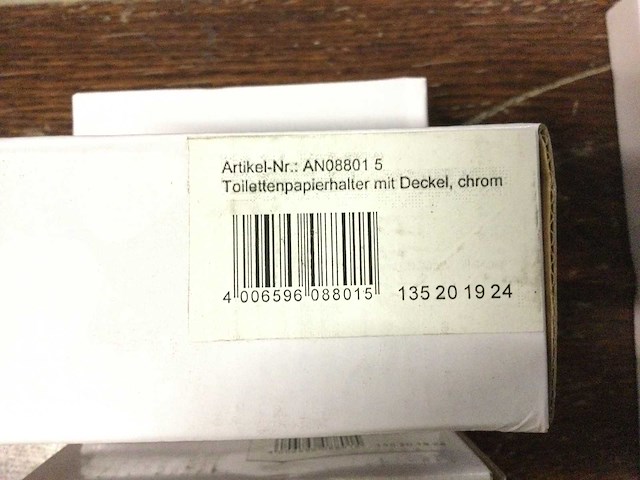 Artikel-Nr.: AN08801 5
Toilettenpapierhalter mit Deckel, chrom
4 006596 088015 135 20 19 24